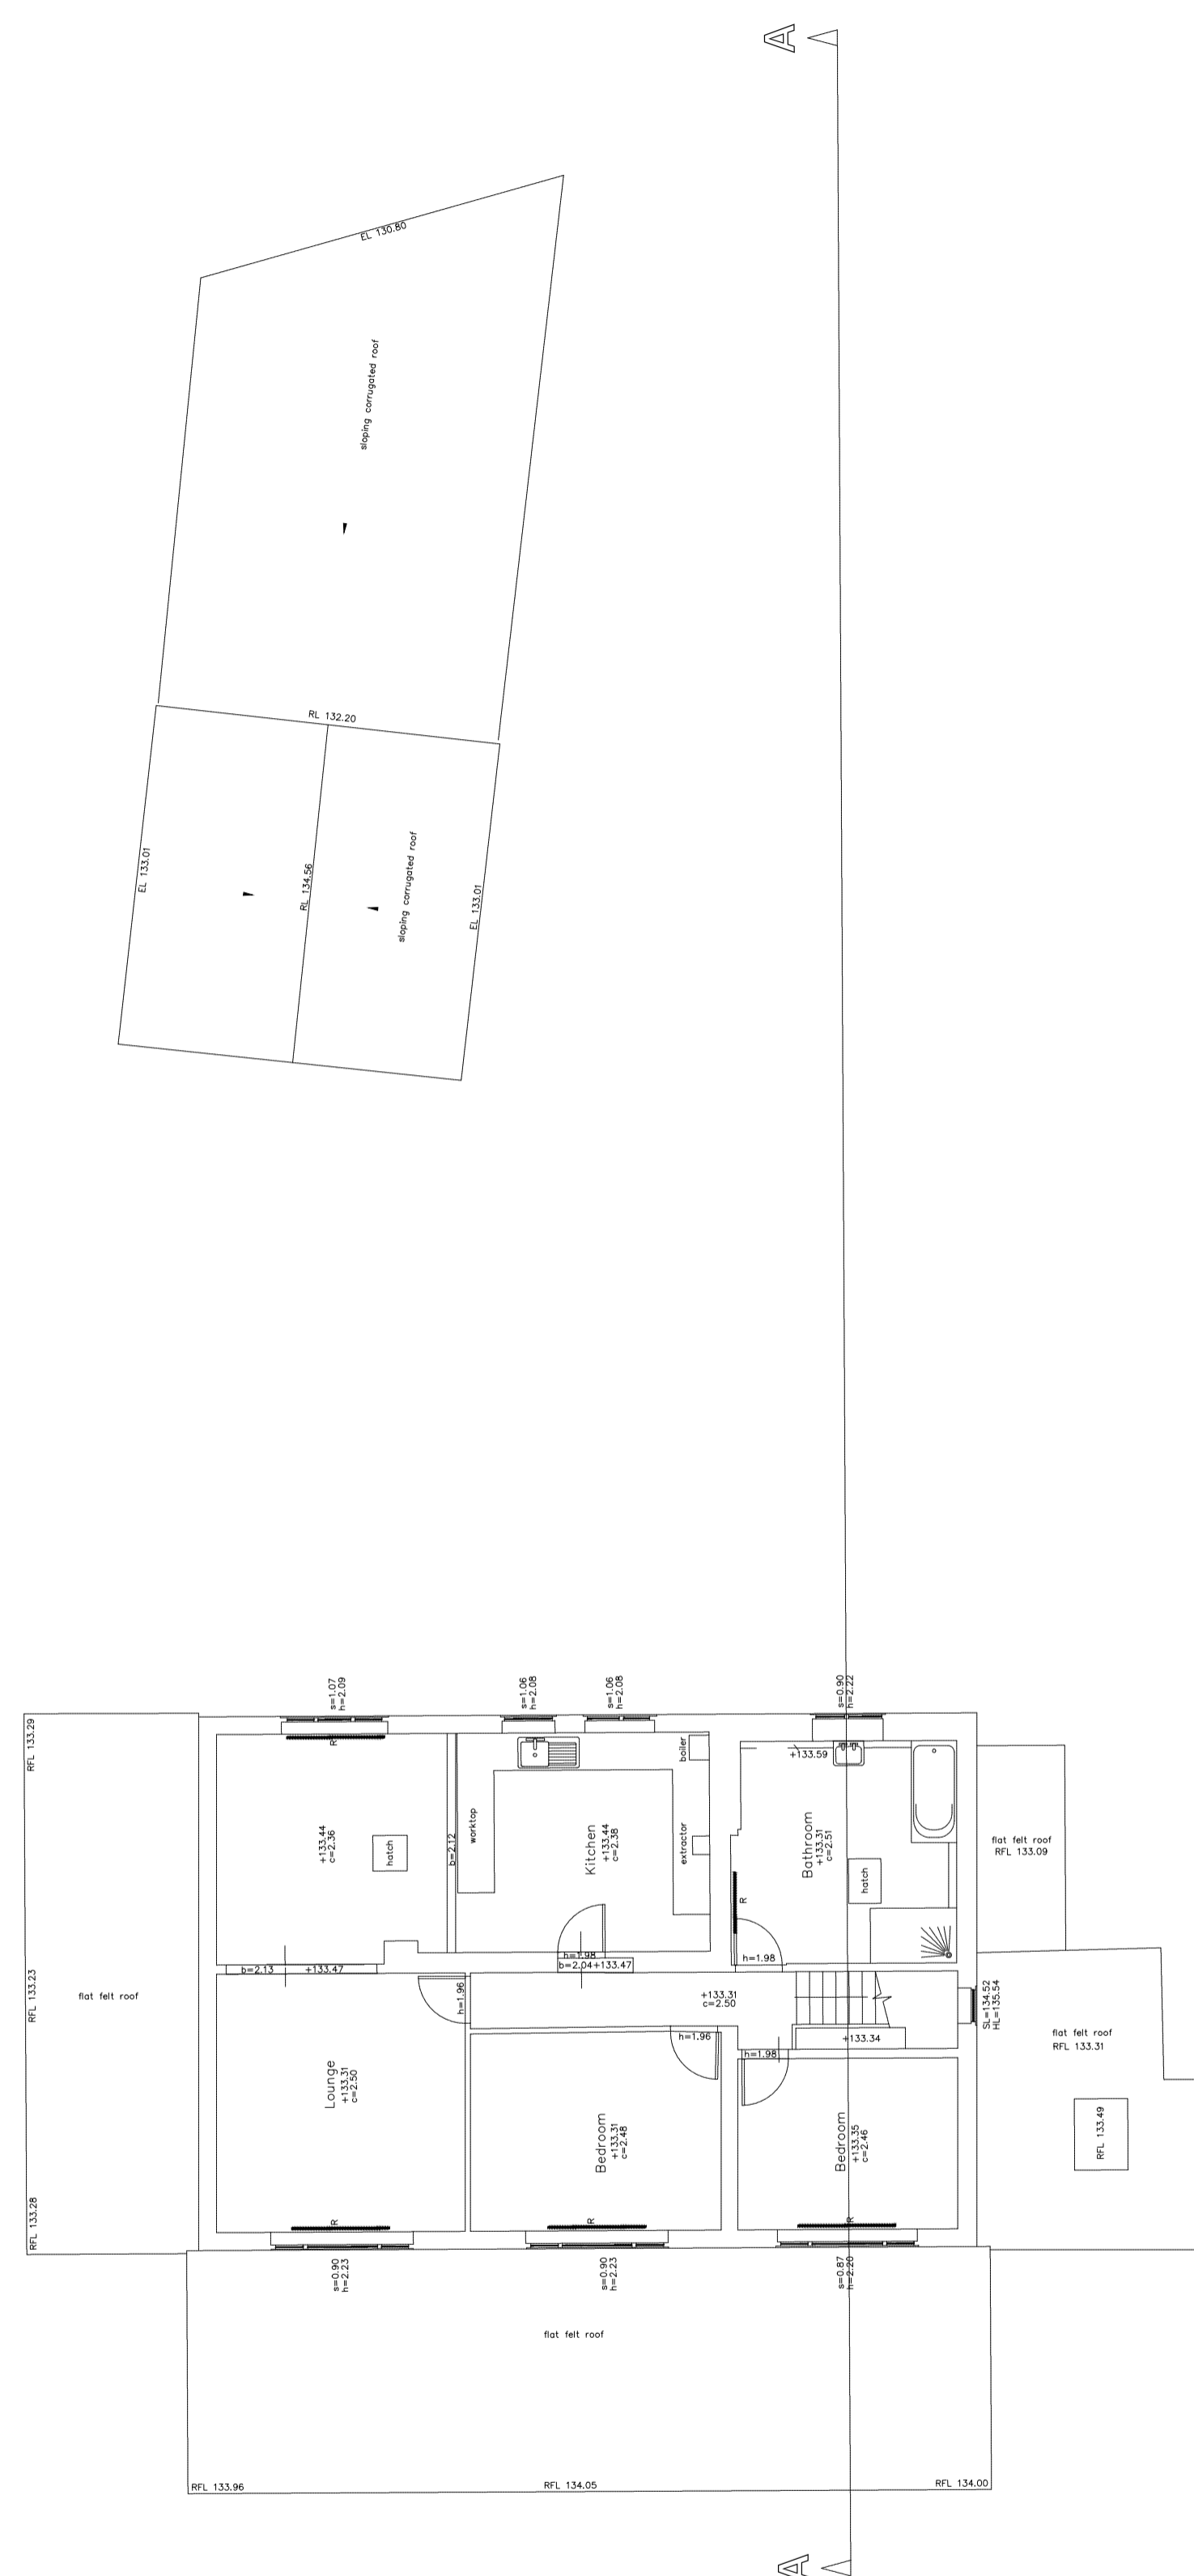 A
EL 130.80
sloping corrugated roof
RL 132.20
EL 133.01
RL 134.56
sloping corrugated roof
EL 133.01
s=1.07
h=2.09
s=1.06
h=2.08
s=1.06
h=2.08
s=0.90
h=2.22
RFL 133.29
R
boiler
+133.59
worktop
+133.44
c=2.36
hatch
b=2.12
Kitchen
+133.44
c=2.38
extractor
Bathroom
+133.31
c=2.51
hatch
R
flat felt roof
RFL 133.09
h=1.98
b=2.04+133.47
h=1.98
b=2.13
+133.47
RFL 133.23
flat felt roof
h=1.96
+133.31
c=2.50
SL=134.52
HL=135.54
h=1.96
+133.34
h=1.98
flat felt roof
RFL 133.31
Lounge
+133.31
c=2.50
Bedroom
+133.31
c=2.48
Bedroom
+133.35
c=2.46
RFL 133.49
RFL 133.28
R
R
R
s=0.90
h=2.23
s=0.90
h=2.23
s=0.87
h=2.20
flat felt roof
RFL 133.96
RFL 134.05
RFL 134.00
A